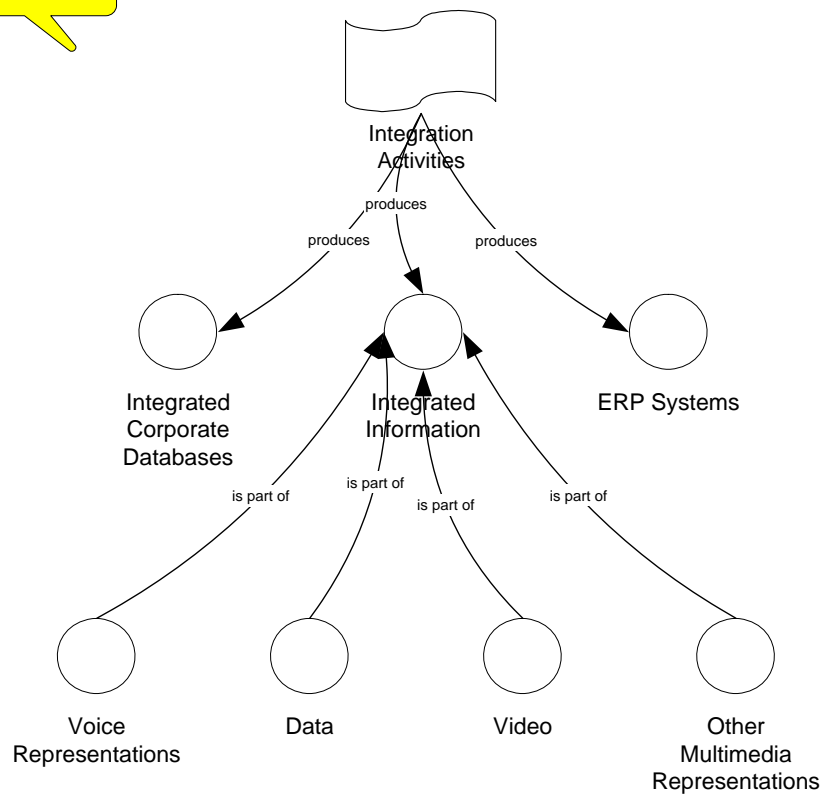 Integration
Activities
produces
produces
produces
Integrated
Corporate
Databases
Integrated
Information
ERP Systems
is part of
is part of
is part of
is part of
Voice
Representations
Data
Video
Other
Multimedia
Representations